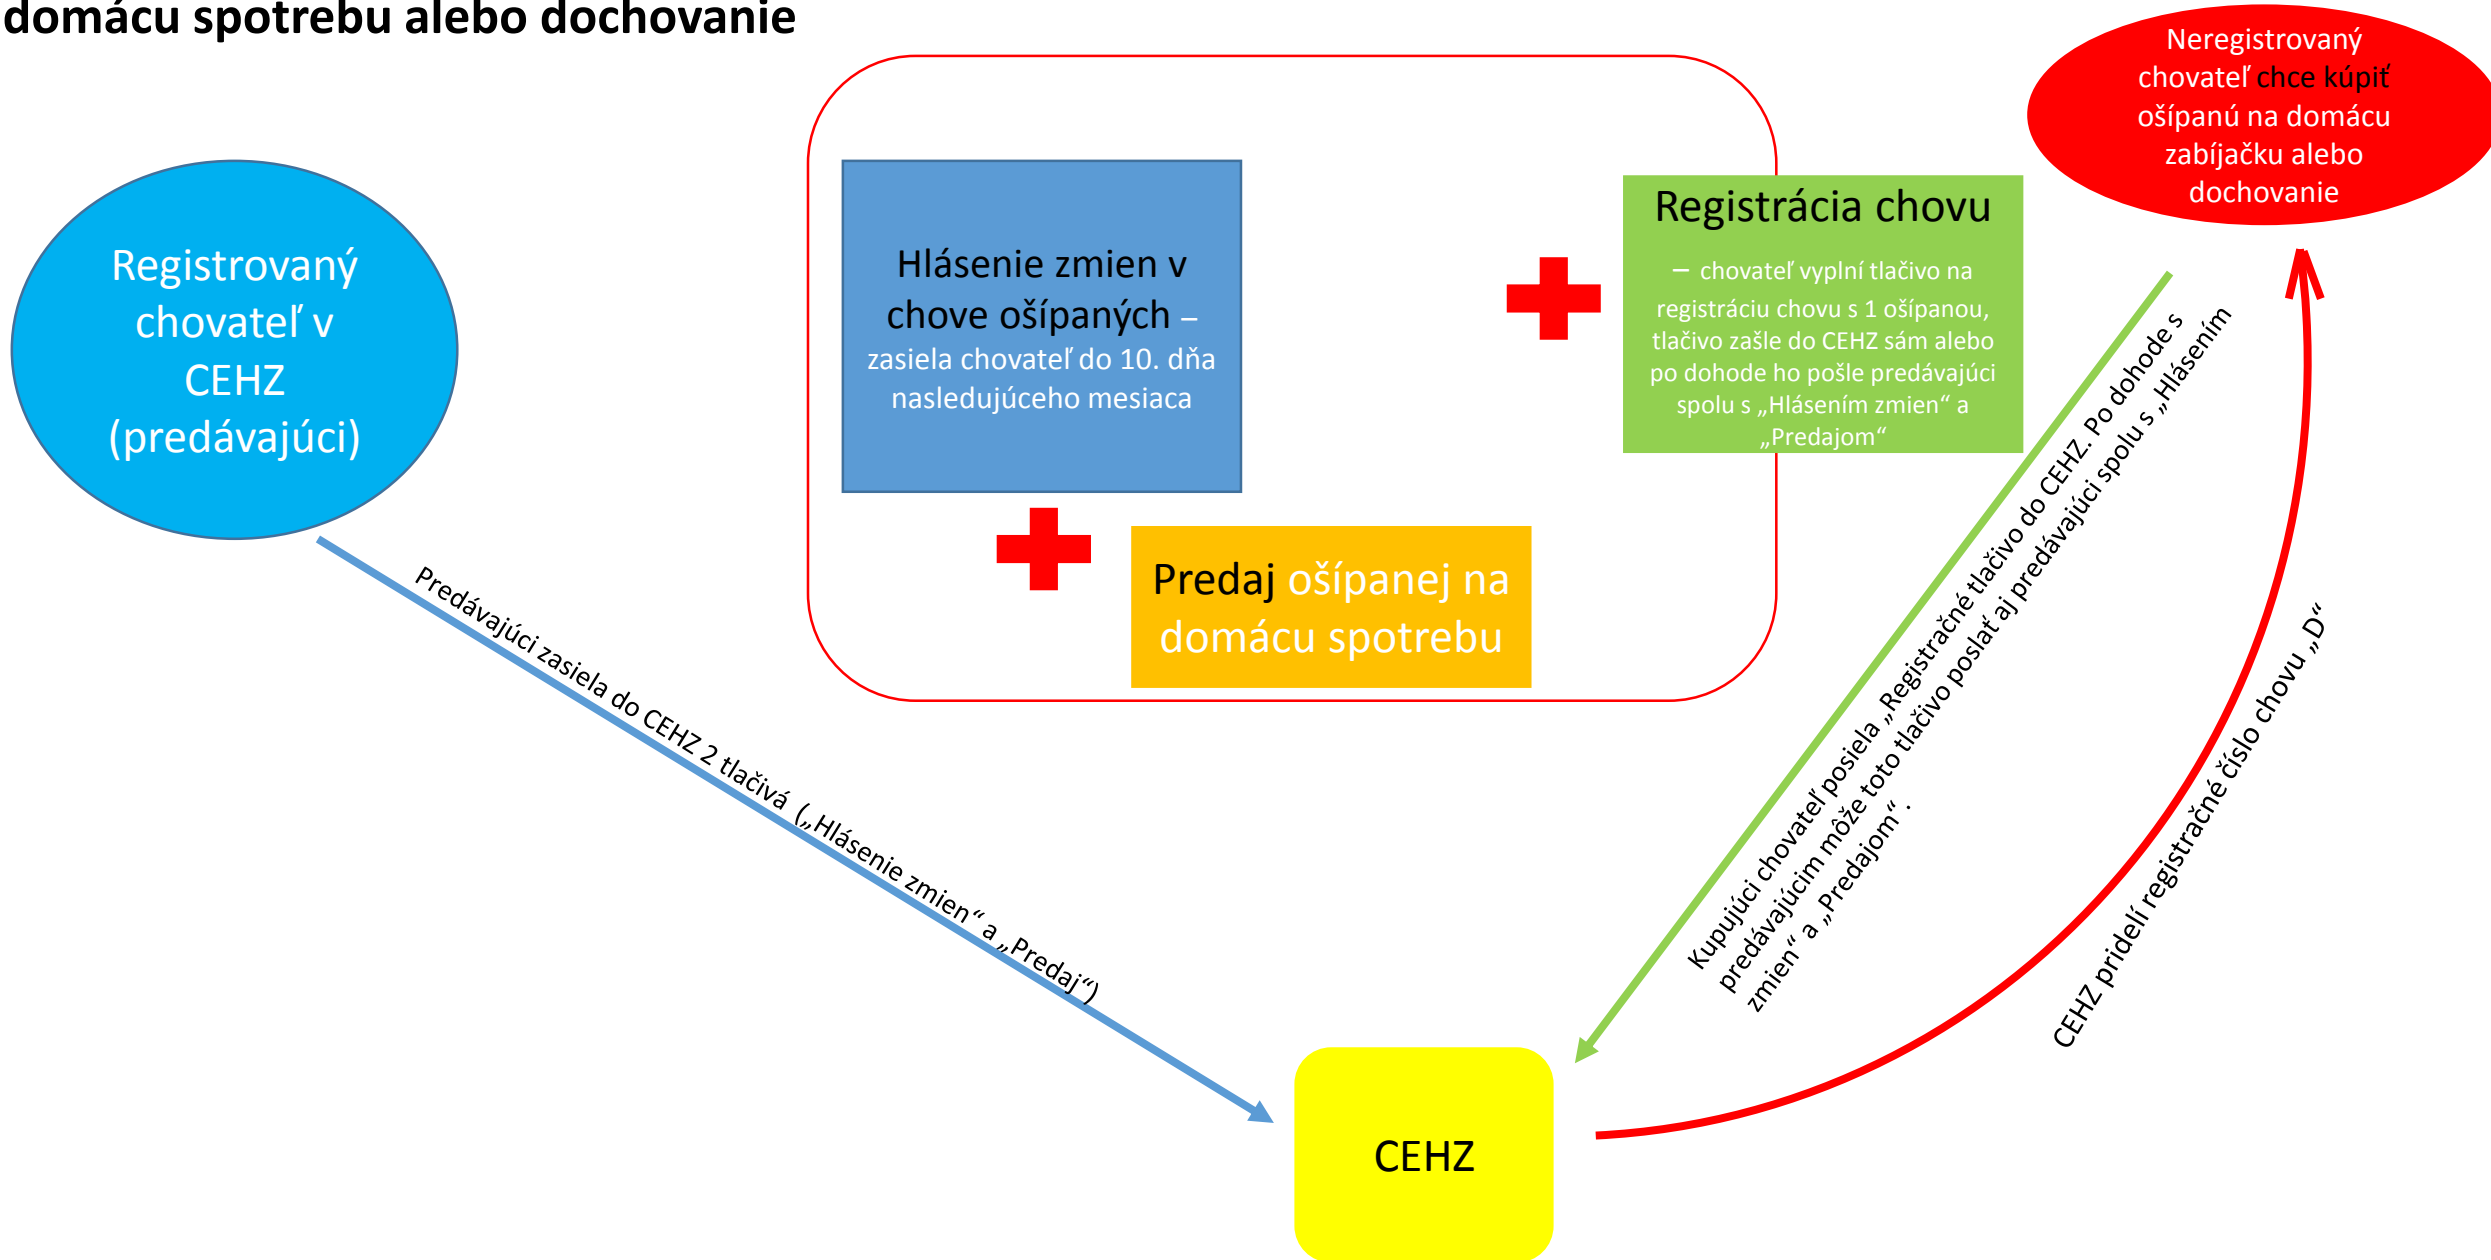 domácu spotrebu alebo dochovanie
Neregistrovaný
chovateľ chce kúpiť
ošípanú na domácu
zabíjačku alebo
dochovanie
Registrovaný
chovateľ v
CEHZ
(predávajúci)
Hlásenie zmien v
chove ošípaných –
zasiela chovateľ do 10. dňa
nasledujúceho mesiaca
Registrácia chovu
– chovateľ vyplní tlačivo na
registráciu chovu s 1 ošípanou,
tlačivo zašle do CEHZ sám alebo
po dohode ho pošle predávajúci
spolu s „Hlásením zmien“ a
„Predajom“
Predaj ošípanej na
domácu spotrebu
Predávajúci zasiela do CEHZ 2 tlačivá („Hlásenie zmien“ a „Predaj“)
Kupujúci chovateľ posiela „Registračné tlačivo do CEHZ. Po dohode s
predávajúcim môže toto tlačivo poslať aj predávajúci spolu s „Hlásením
zmien“ a „Predajom“.
CEHZ pridelí registračné číslo chovu „D“
CEHZ